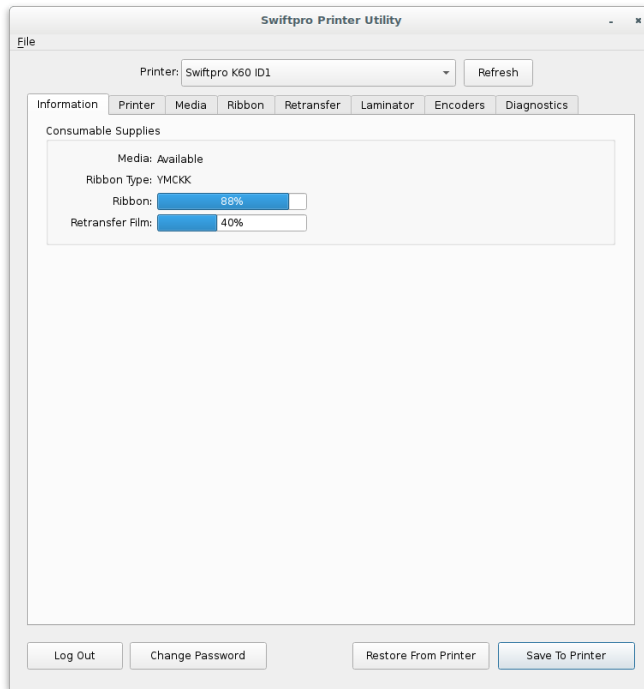 Swiftpro Printer Utility
File
Printer: Swiftpro K60 ID1 Refresh
Information Printer Media Ribbon Retransfer Laminator Encoders Diagnostics
Consumable Supplies
Media: Available
Ribbon Type: YMCKK
Ribbon: 88%
Retransfer Film: 40%
Log Out Change Password Restore From Printer Save To Printer